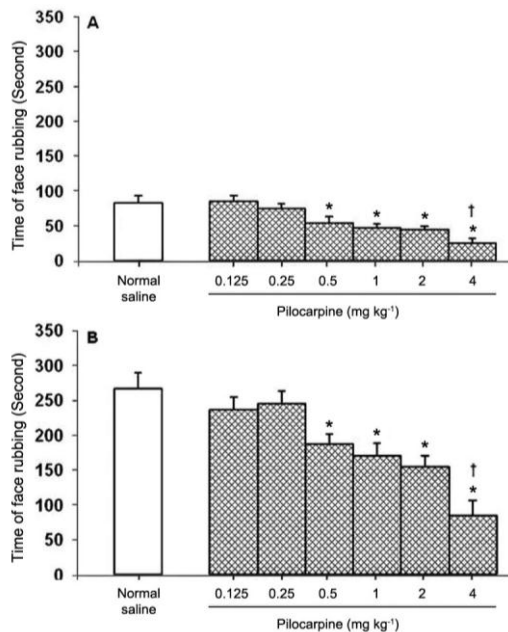 A
Time of face rubbing (Second)
350
300
250
200
150
100
50
0
*
*
*
†
*
Normal
saline
0.125 0.25 0.5 1 2 4
Pilocarpine (mg kg⁻¹)
B
Time of face rubbing (Second)
350
300
250
200
150
100
50
0
*
*
*
†
*
Normal
saline
0.125 0.25 0.5 1 2 4
Pilocarpine (mg kg⁻¹)